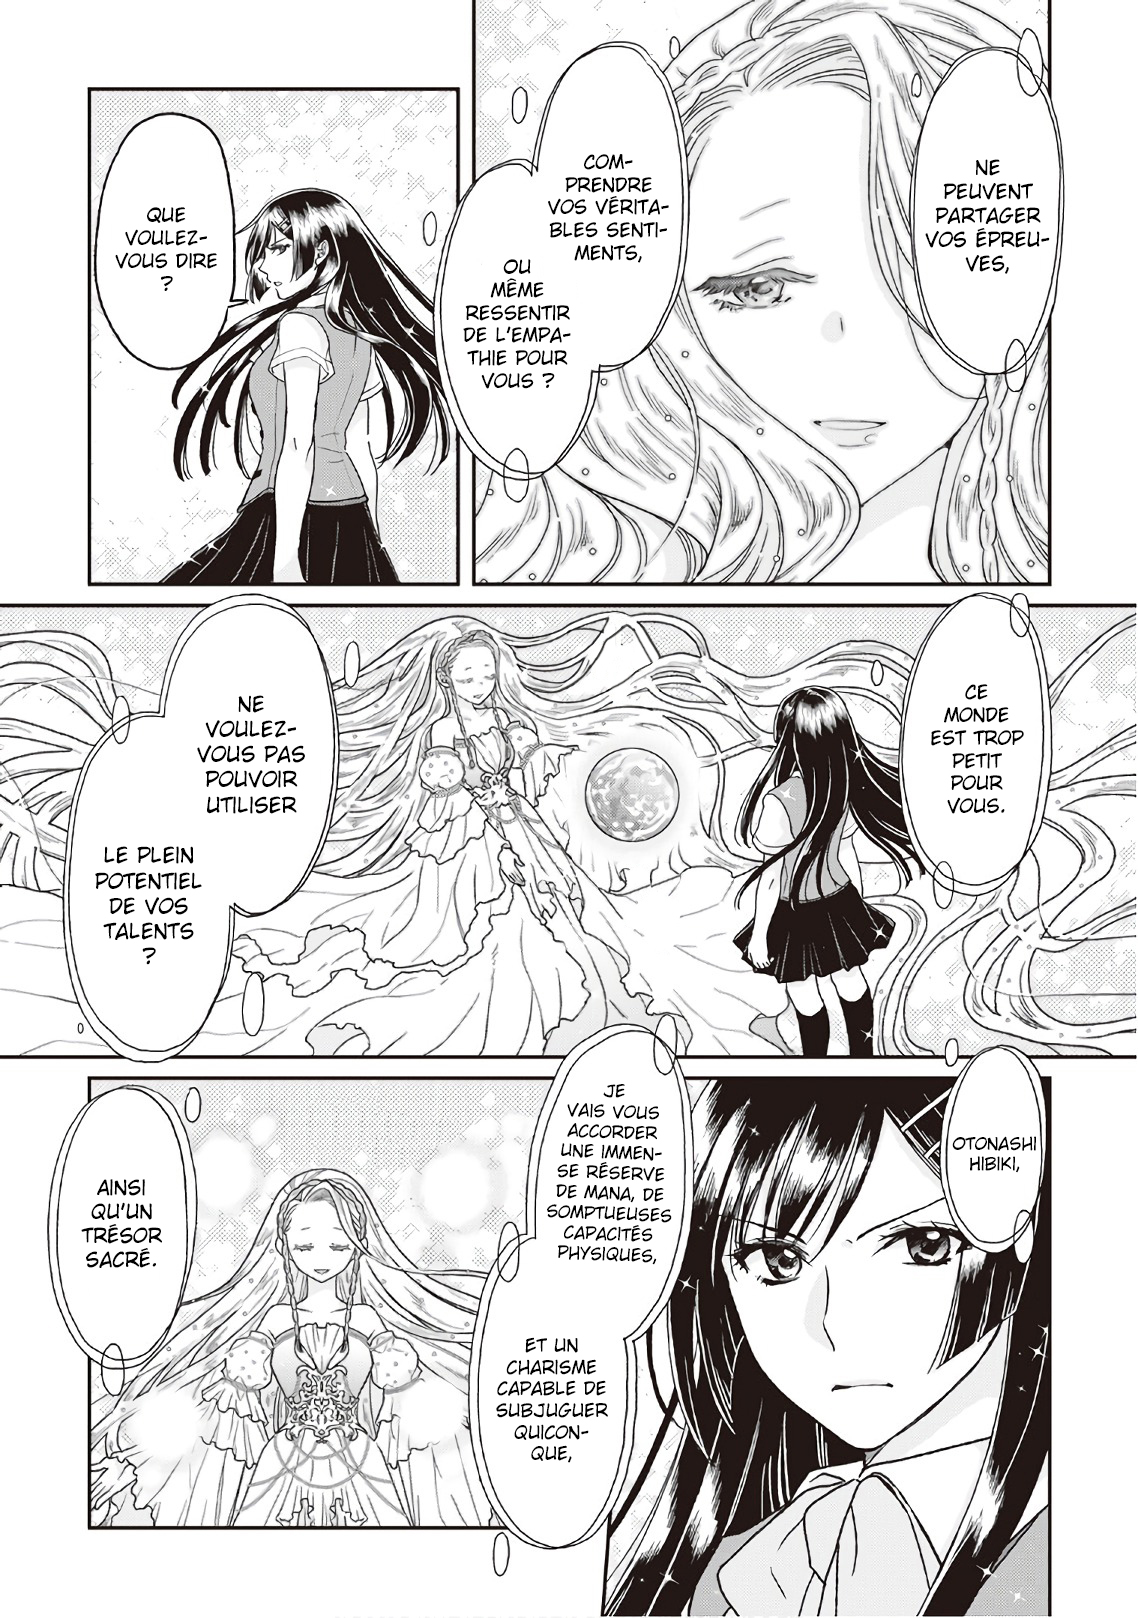 NE
PEUVENT
PARTAGER
VOS ÉPREU-
VES,
COM-
PRENDRE
VOS VÉRITA-
BLES SENTI-
MENTS,
OU
MÊME
RESSENTIR
DE L'EMPA-
THIE POUR
VOUS ?
QUE
VOULEZ-
VOUS DIRE
?
CE
MONDE
EST TROP
PETIT POUR
VOUS.
NE
VOULEZ-
VOUS PAS
POUVOIR
UTILISER
LE PLEIN
POTENTIEL
DE VOS
TALENTS
?
OTONASHI
HIBIKI,
JE
VAIS VOUS
ACCORDER
UNE IMMEN-
SE RÉSERVE
DE MANA, DE
SOMPTUEUSES
CAPACITÉS
PHYSIQUES,
ET UN
CHARISME
CAPABLE DE
SUBJUGUER
QUICON-
QUE,
AINSI
QU'UN
TRÉSOR
SACRÉ.